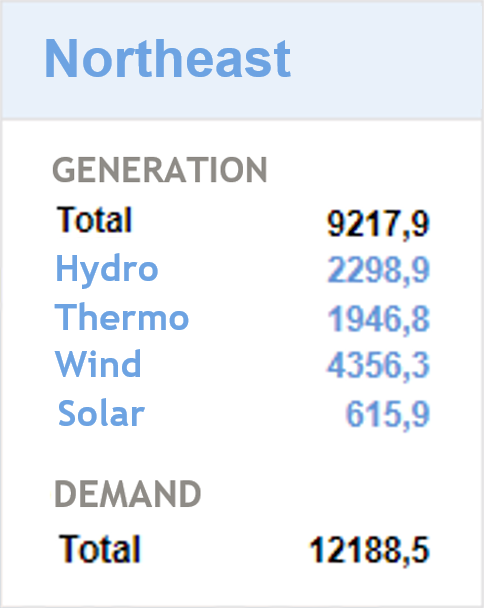 Northeast
GENERATION
Total 9217,9
Hydro 2298,9
Thermo 1946,8
Wind 4356,3
Solar 615,9
DEMAND
Total 12188,5